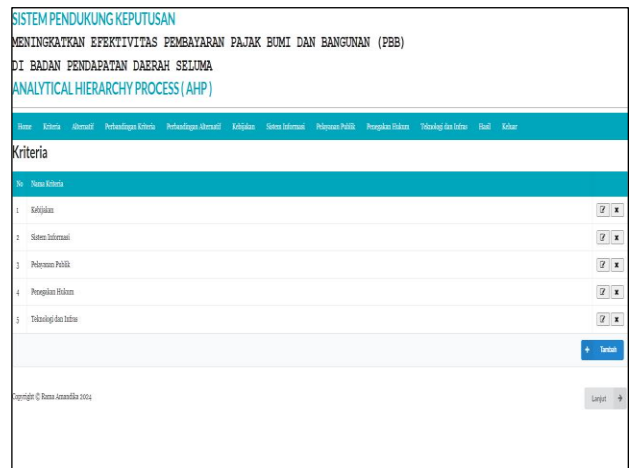 SISTEM PENDUKUNG KEPUTUSAN
MENINGKATKAN EFEKTIVITAS PEMBAYARAN PAJAK BUMI DAN BANGUNAN (PBB)
DI BADAN PENDAPATAN DAERAH SELUMA
ANALYTICAL HIERARCHY PROCESS ( AHP )
Home Kriteria Alternatif Perbandingan Kriteria Perbandingan Alternatif Kebijakan Sistem Informasi Pelayanan Publik Penegakan Hukum Teknologi dan Infras Hasil Keluar
Kriteria
No Nama Kriteria
1 Kebijakan
2 Sistem Informasi
3 Pelayanan Publik
4 Penegakan Hukum
5 Teknologi dan Infras
+ Tambah
Copyright © Rama Amandika 2024
Lanjut →